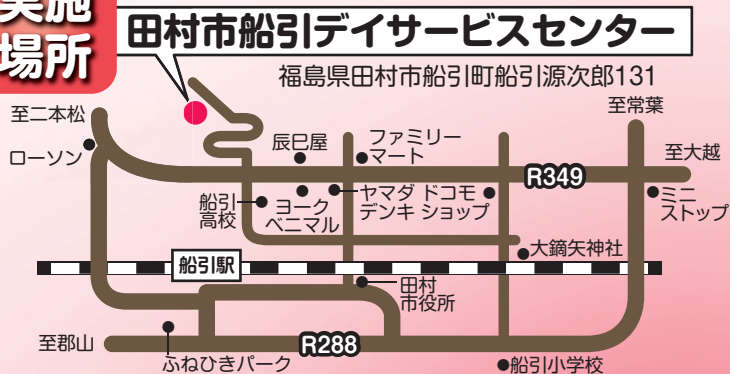 実施
場所
田村市船引デイサービスセンター
福島県田村市船引町船引源次郎131
至二本松
至常葉
ローソン
辰巳屋
ファミリー
マート
至大越
R349
船引
高校
ヨーク
ベニマル
ヤマダ
デンキ
ドコモ
ショップ
ミニ
ストップ
大鏑矢神社
船引駅
田村
市役所
至郡山
R288
ふねひきパーク
船引小学校